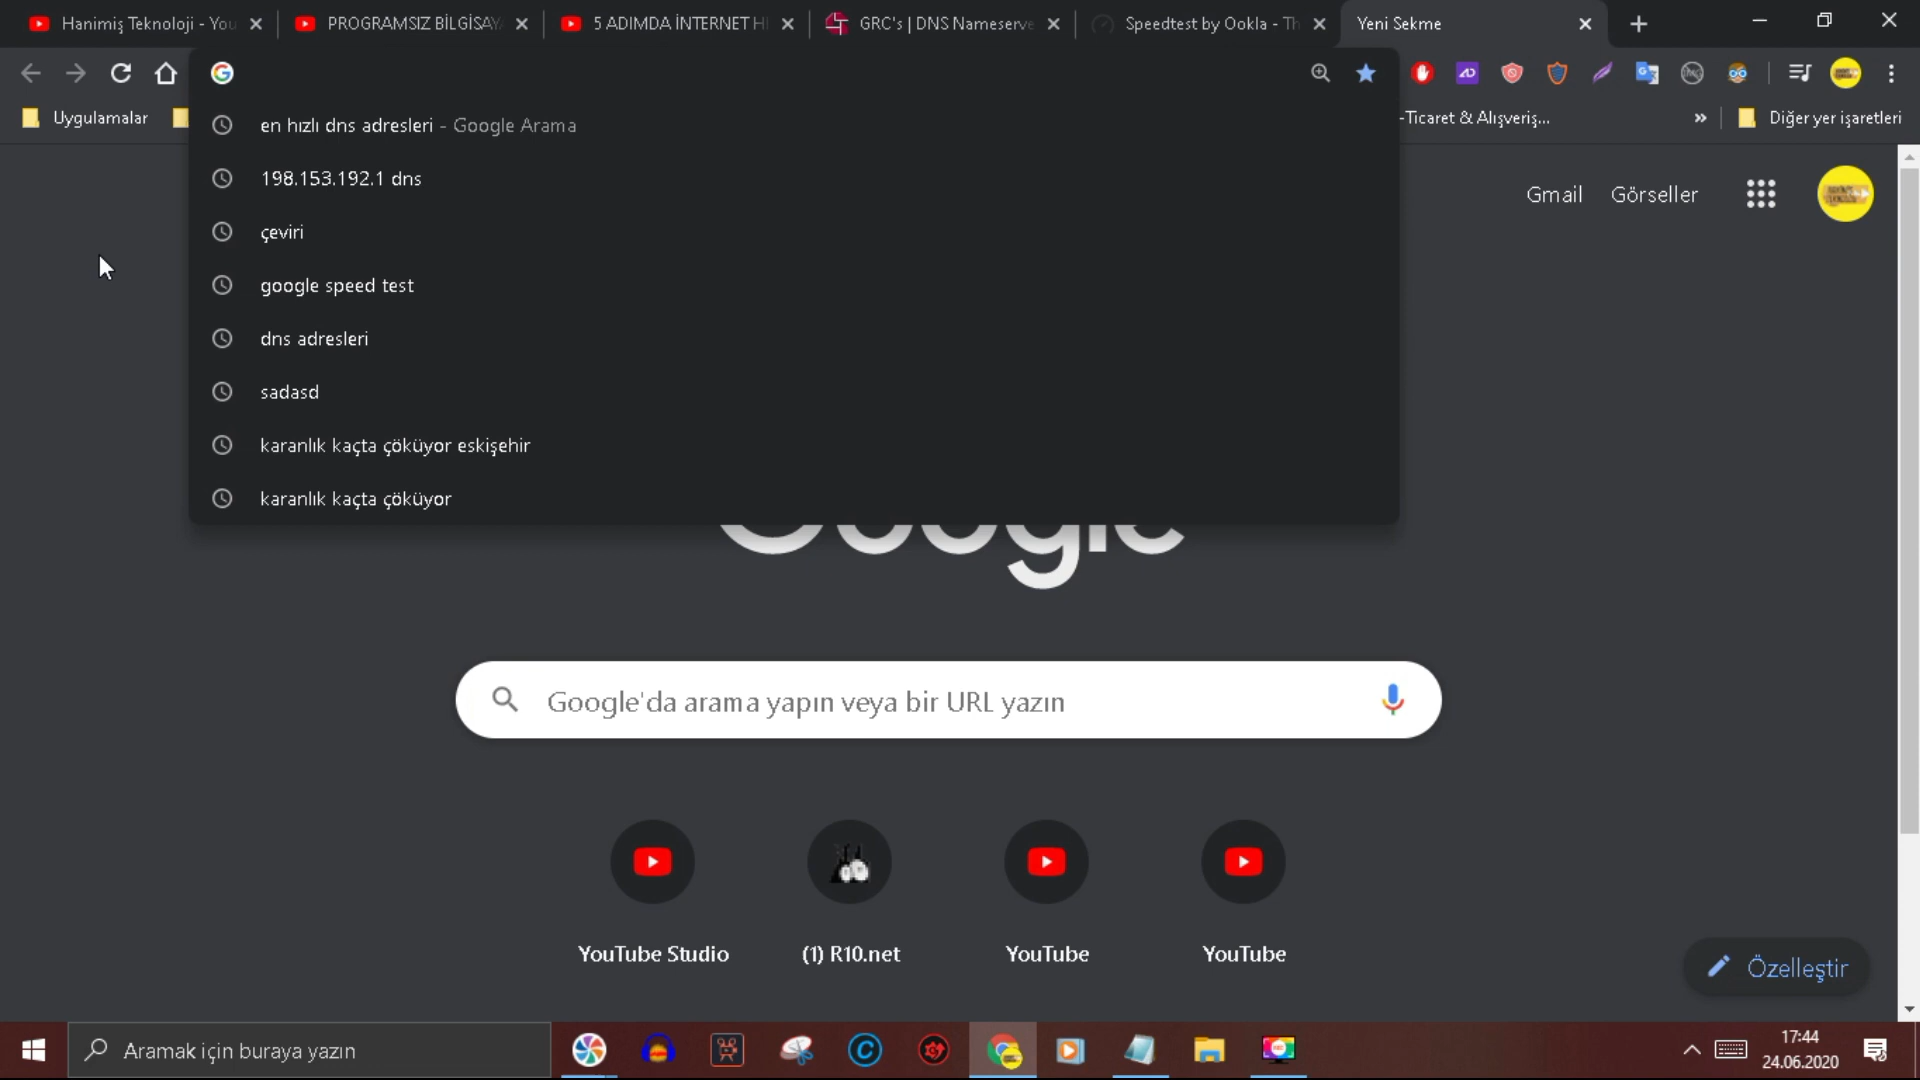 Hanimiş Teknoloji - You
PROGRAMSIZ BİLGİSAY
5 ADIMDA İNTERNET H
GRC's | DNS Nameserve
Speedtest by Ookla - Th
Yeni Sekme
Uygulamalar
-Ticaret & Alışveriş...
Diğer yer işaretleri
en hızlı dns adresleri - Google Arama
198.153.192.1 dns
çeviri
google speed test
dns adresleri
sadasd
karanlık kaçta çöküyor eskişehir
karanlık kaçta çöküyor
Gmail Görseller
Google
Google'da arama yapın veya bir URL yazın
YouTube Studio
(1) R10.net
YouTube
YouTube
Özelleştir
Aramak için buraya yazın
17:44
24.06.2020